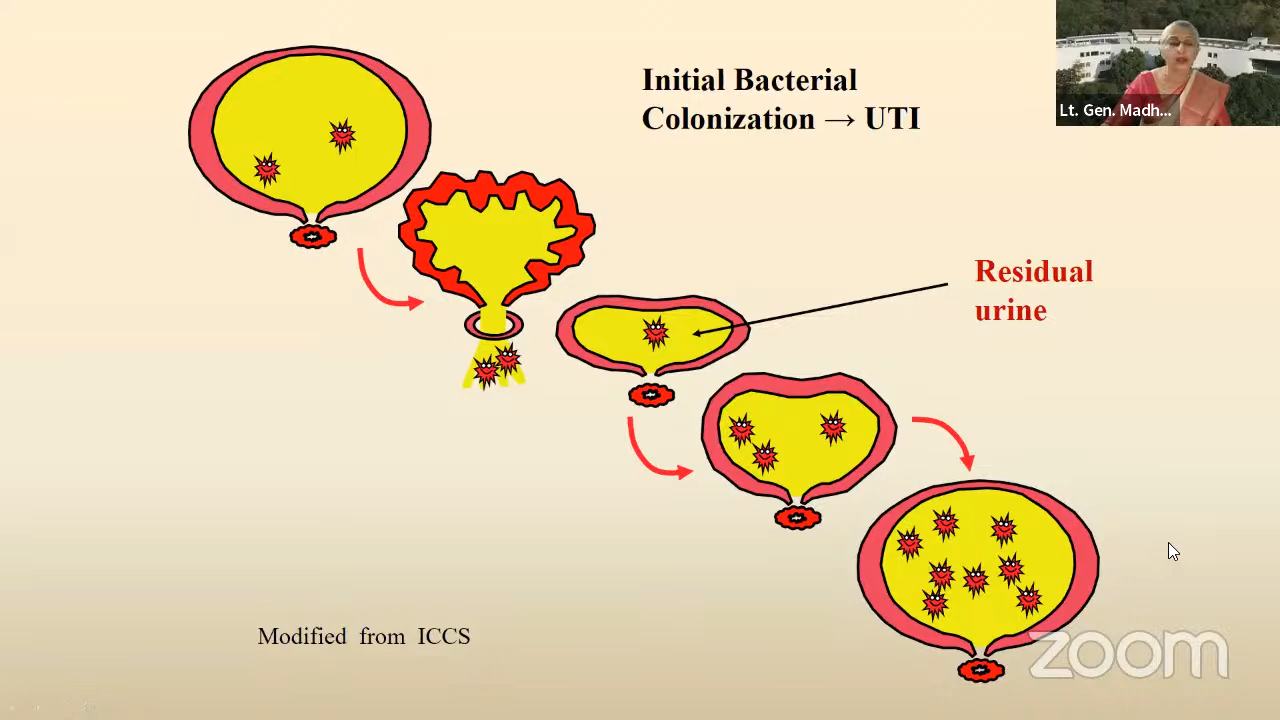 Initial Bacterial
Colonization → UTI
Lt. Gen. Madh...
Residual
urine
Modified from ICCS
zoom